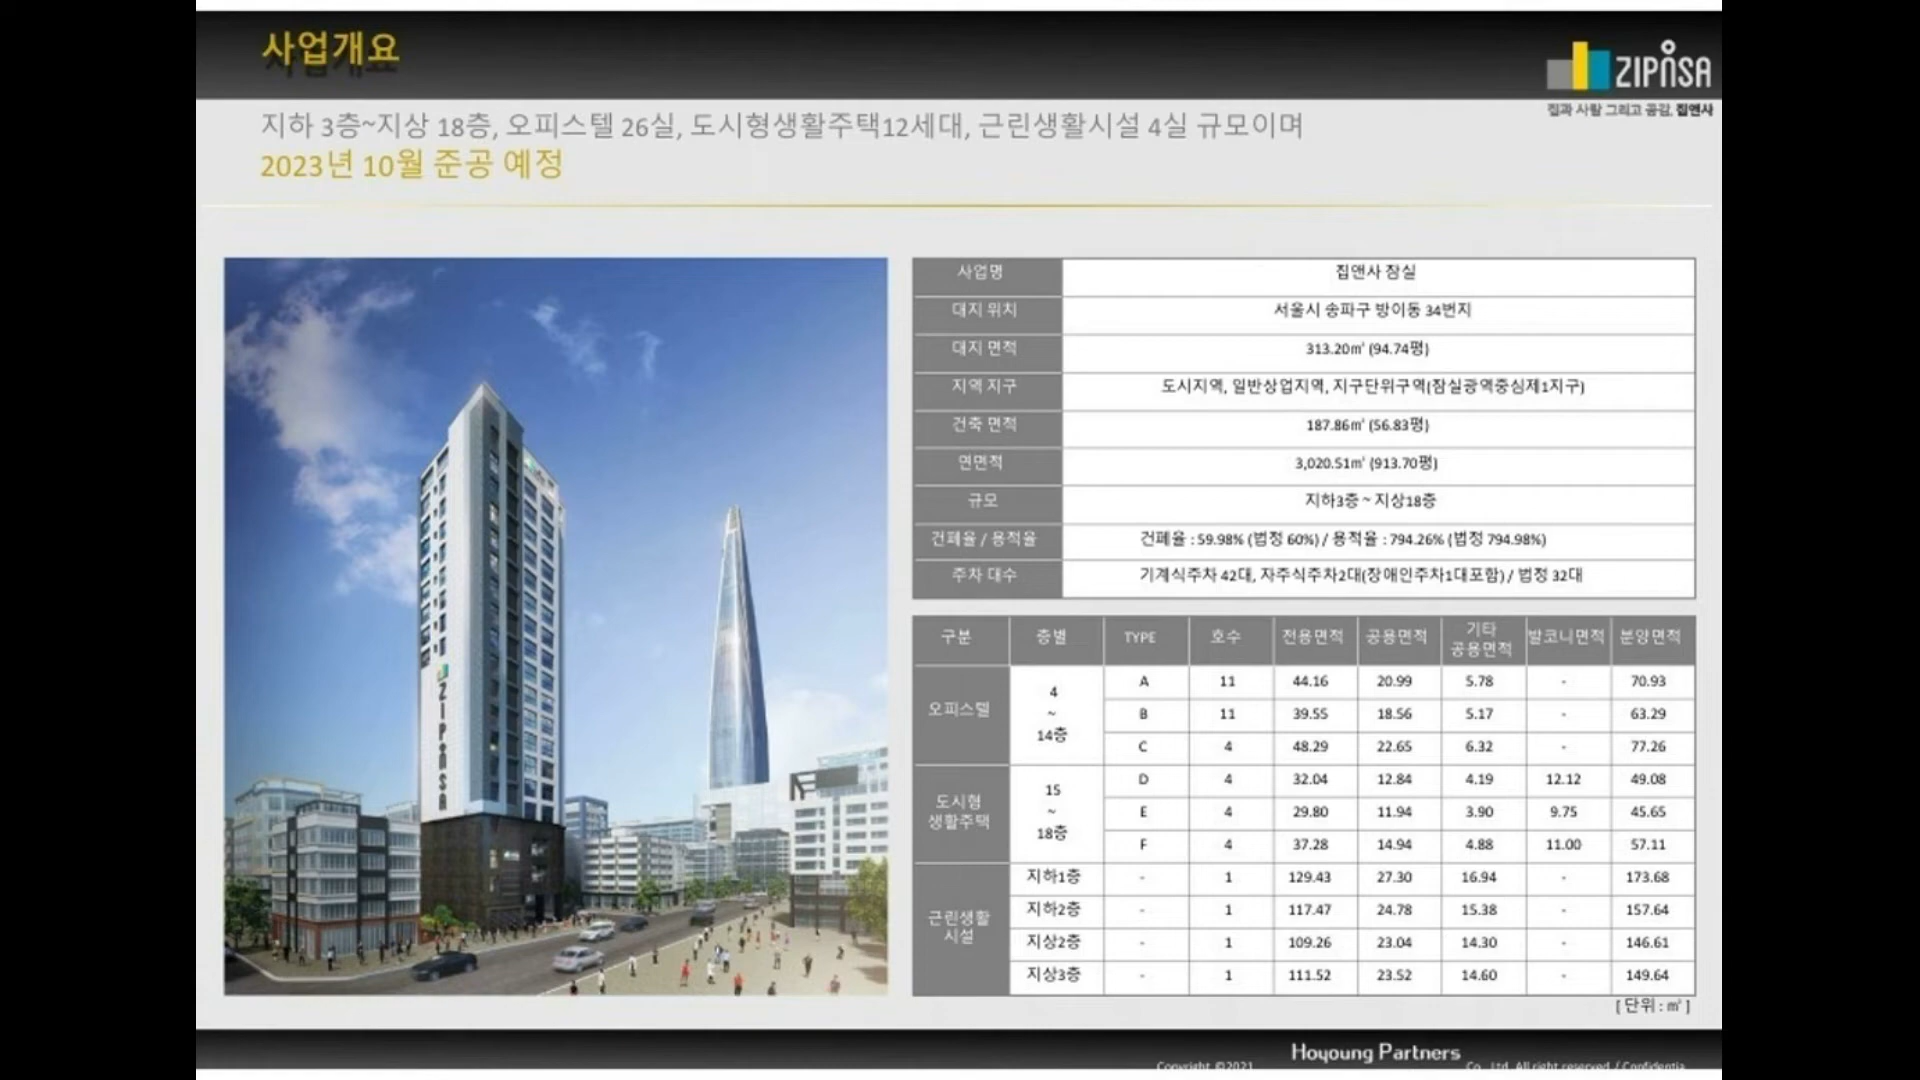 사업개요
ZIPNSA
집과 사람 그리고 공감, 집앤사
지하 3층~지상 18층, 오피스텔 26실, 도시형생활주택12세대, 근린생활시설 4실 규모이며
2023년 10월 준공 예정
ZIPNSA
사업명 집앤사 잠실
대지 위치 서울시 송파구 방이동 34번지
대지 면적 313.20㎡ (94.74평)
지역 지구 도시지역, 일반상업지역, 지구단위구역(잠실광역중심제1지구)
건축 면적 187.86㎡ (56.83평)
연면적 3,020.51㎡ (913.70평)
규모 지하3층 ~ 지상18층
건페율 / 용적율 건페율 : 59.98% (법정 60%) / 용적율 : 794.26% (법정 794.98%)
주차 대수 기계식주차 42대, 자주식주차2대(장애인주차1대포함) / 법정 32대
구분 층별 TYPE 호수 전용면적 공용면적 기타 공용면적 발코니면적 분양면적
오피스텔 4 ~ 14층 A 11 44.16 20.99 5.78 - 70.93
B 11 39.55 18.56 5.17 - 63.29
C 4 48.29 22.65 6.32 - 77.26
도시형 생활주택 15 ~ 18층 D 4 32.04 12.84 4.19 12.12 49.08
E 4 29.80 11.94 3.90 9.75 45.65
F 4 37.28 14.94 4.88 11.00 57.11
근린생활 시설 지하1층 - 1 129.43 27.30 16.94 - 173.68
지하2층 - 1 117.47 24.78 15.38 - 157.64
지상2층 - 1 109.26 23.04 14.30 - 146.61
지상3층 - 1 111.52 23.52 14.60 - 149.64
[ 단위 : ㎡ ]
Copyright ©2021 Hoyoung Partners Co., Ltd. All right reserved. / Confidentia